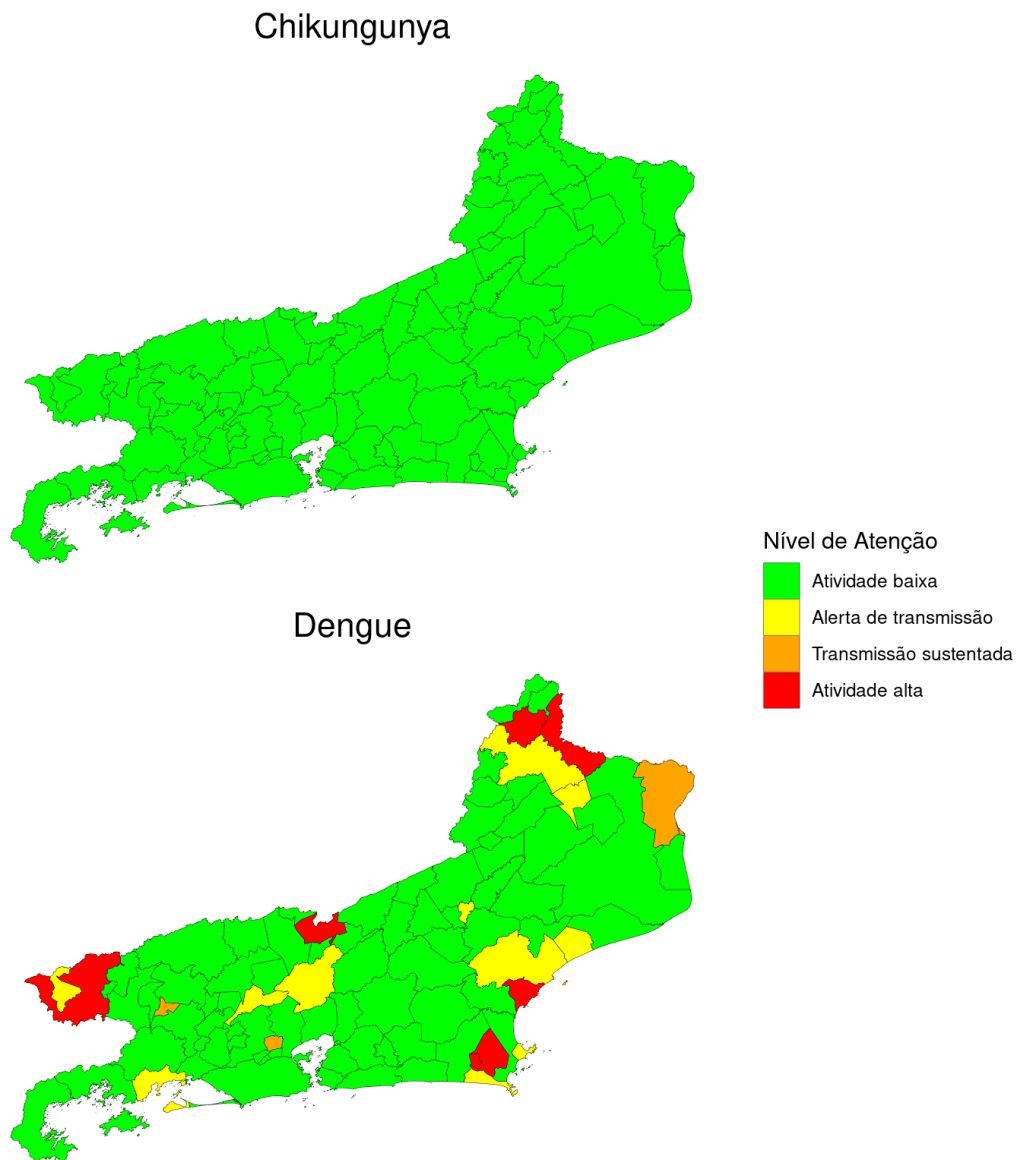 Chikungunya
Nível de Atenção
Atividade baixa
Alerta de transmissão
Transmissão sustentada
Atividade alta
Dengue